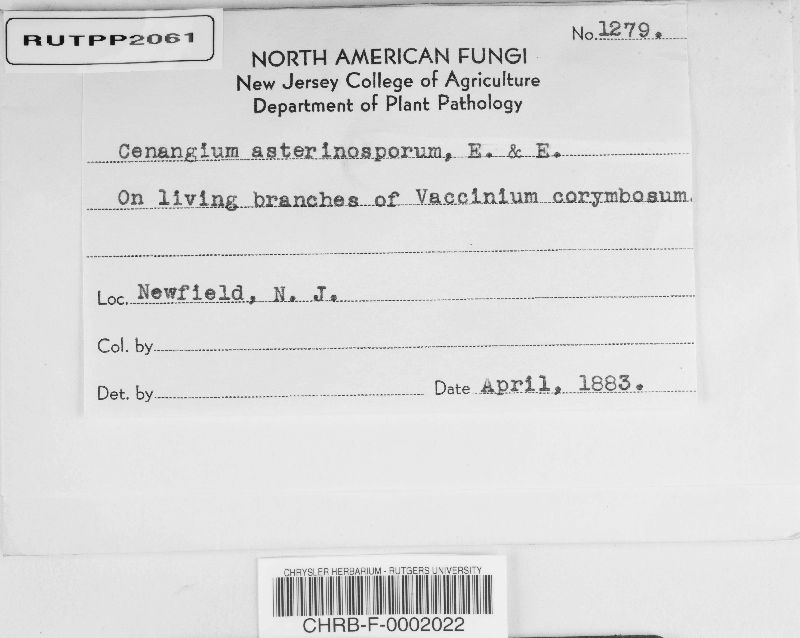 RUTPP2061
No. 1279.
NORTH AMERICAN FUNGI
New Jersey College of Agriculture
Department of Plant Pathology
Cenangium asterinosporum, E. & E.
On living branches of Vaccinium corymbosum.
Loc. Newfield, N. J.
Col. by
Det. by Date April, 1883.
CHRYSLER HERBARIUM - RUTGERS UNIVERSITY
CHRB-F-0002022